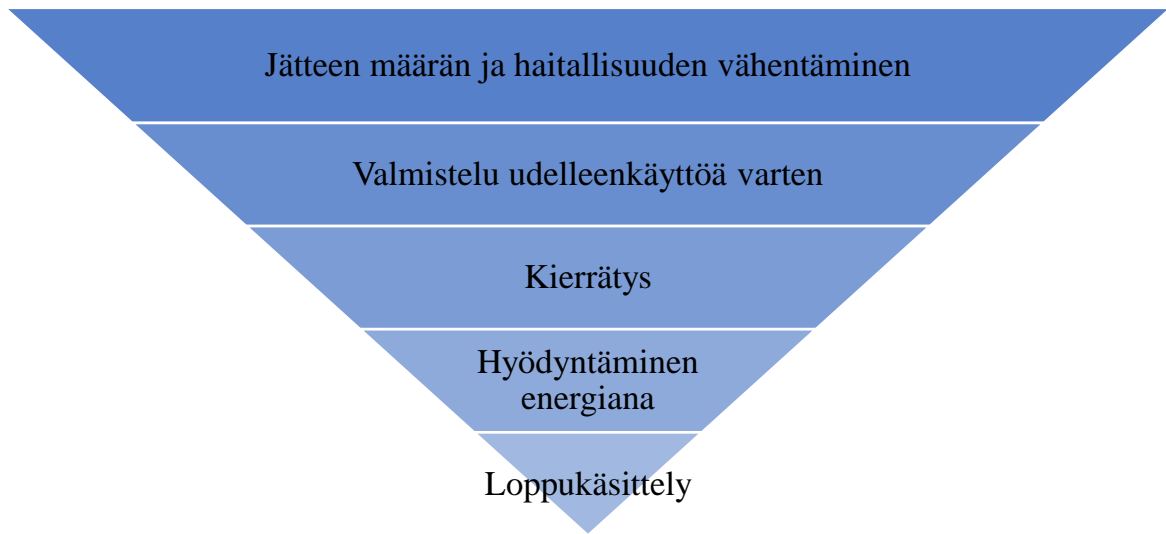 Jätteen määrän ja haitallisuuden vähentäminen
Valmistelu udelleenkäyttöä varten
Kierrätys
Hyödyntäminen
energiana
Loppukäsittely